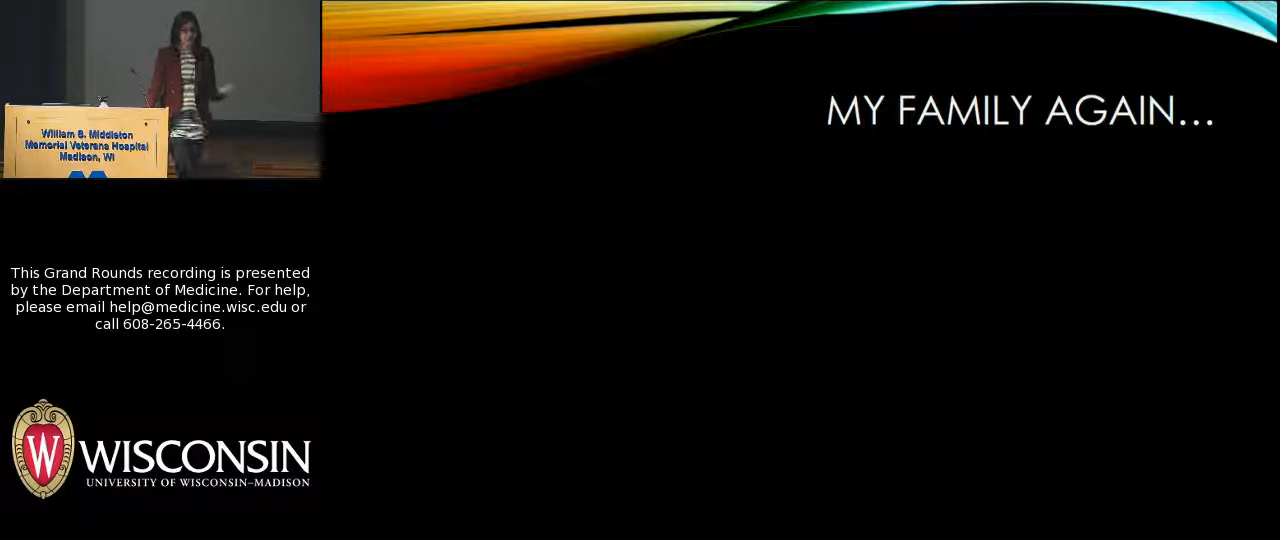 William S. Middleton
Memorial Veterans Hospital
Madison, WI
MY FAMILY AGAIN...
This Grand Rounds recording is presented
by the Department of Medicine. For help,
please email help@medicine.wisc.edu or
call 608-265-4466.
W WISCONSIN
UNIVERSITY OF WISCONSIN–MADISON